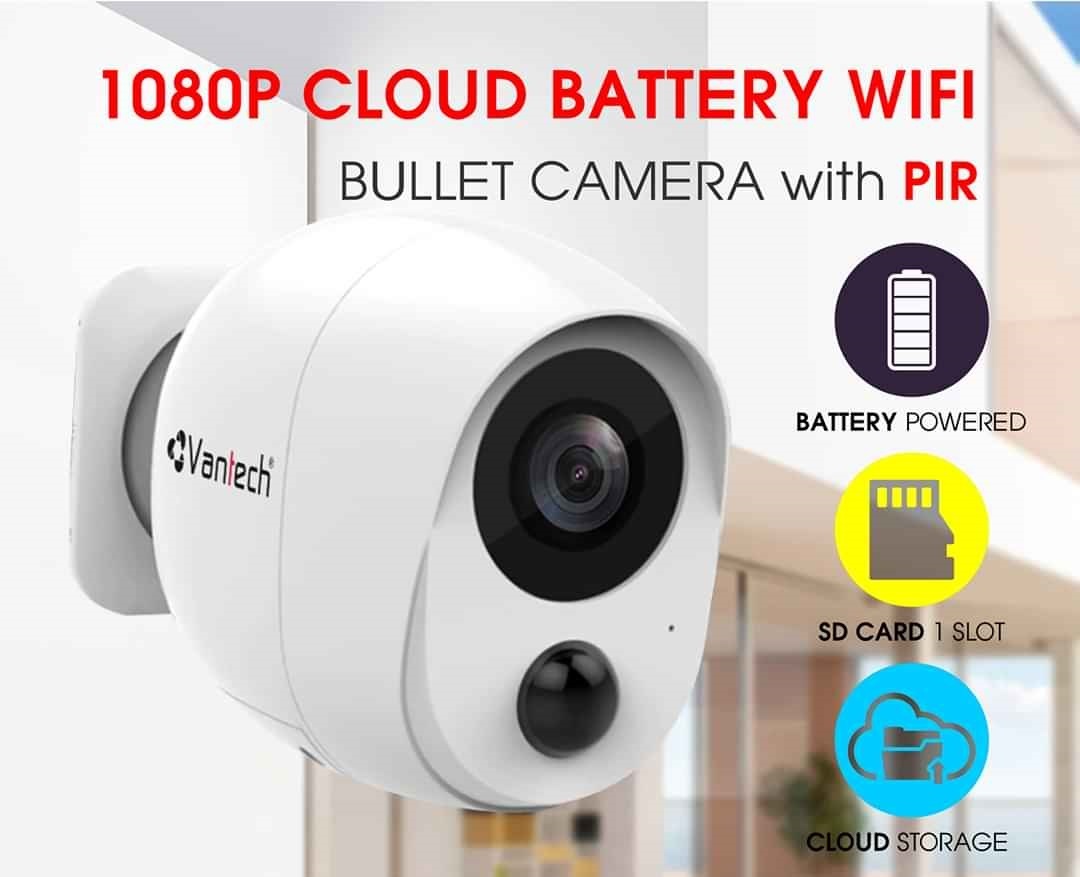 1080P CLOUD BATTERY WIFI
BULLET CAMERA with PIR
Vantech®
BATTERY POWERED
SD CARD 1 SLOT
CLOUD STORAGE